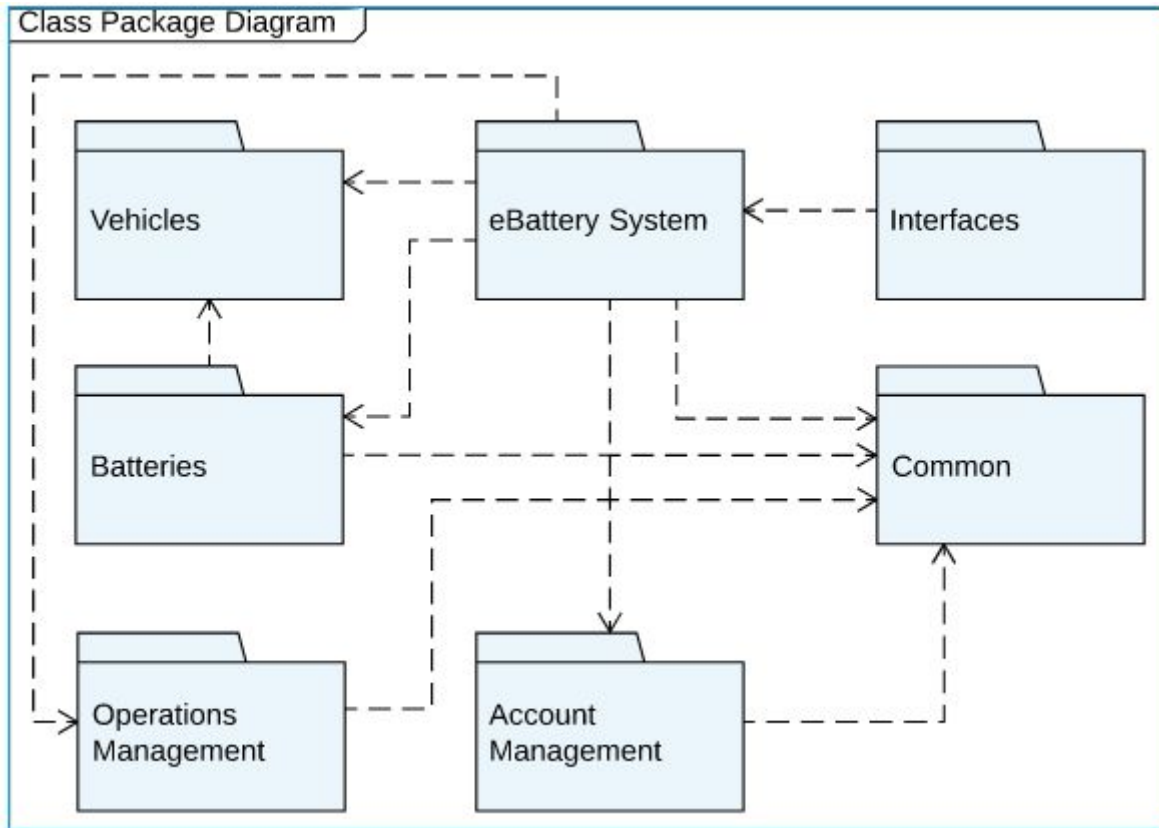 Class Package Diagram
Vehicles
eBattery System
Interfaces
Batteries
Common
Operations
Management
Account
Management